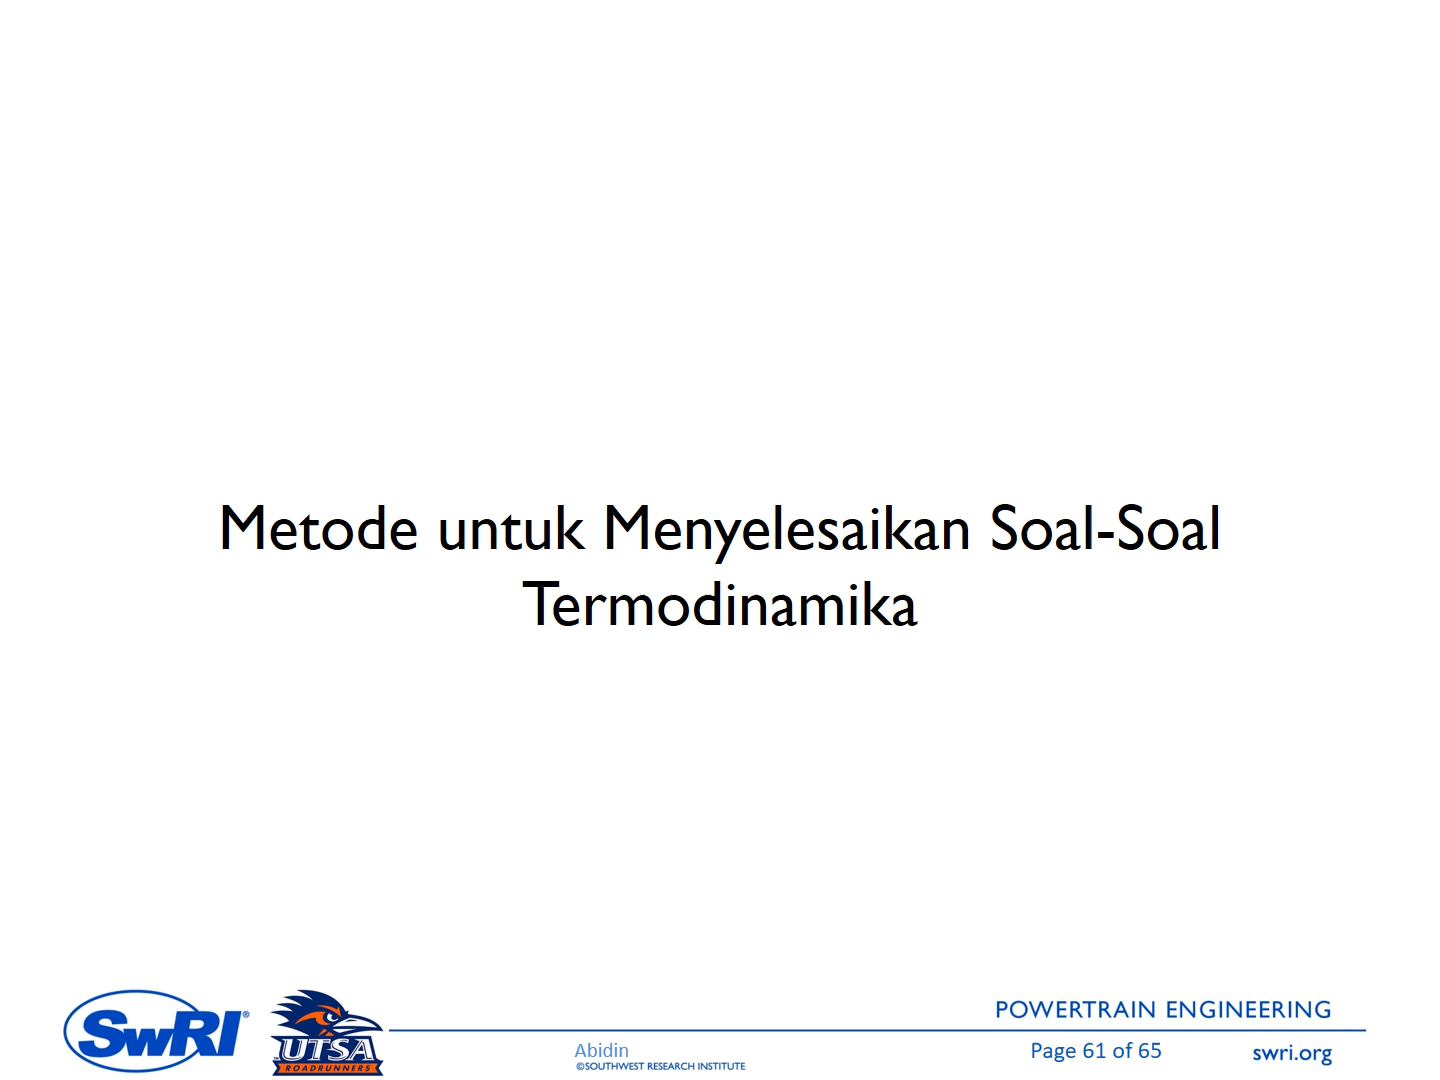 Metode untuk Menyelesaikan Soal-Soal
Termodinamika
SwRI®
UTSA
ROADRUNNERS
Abidin
©SOUTHWEST RESEARCH INSTITUTE
POWERTRAIN ENGINEERING
Page 61 of 65
swri.org